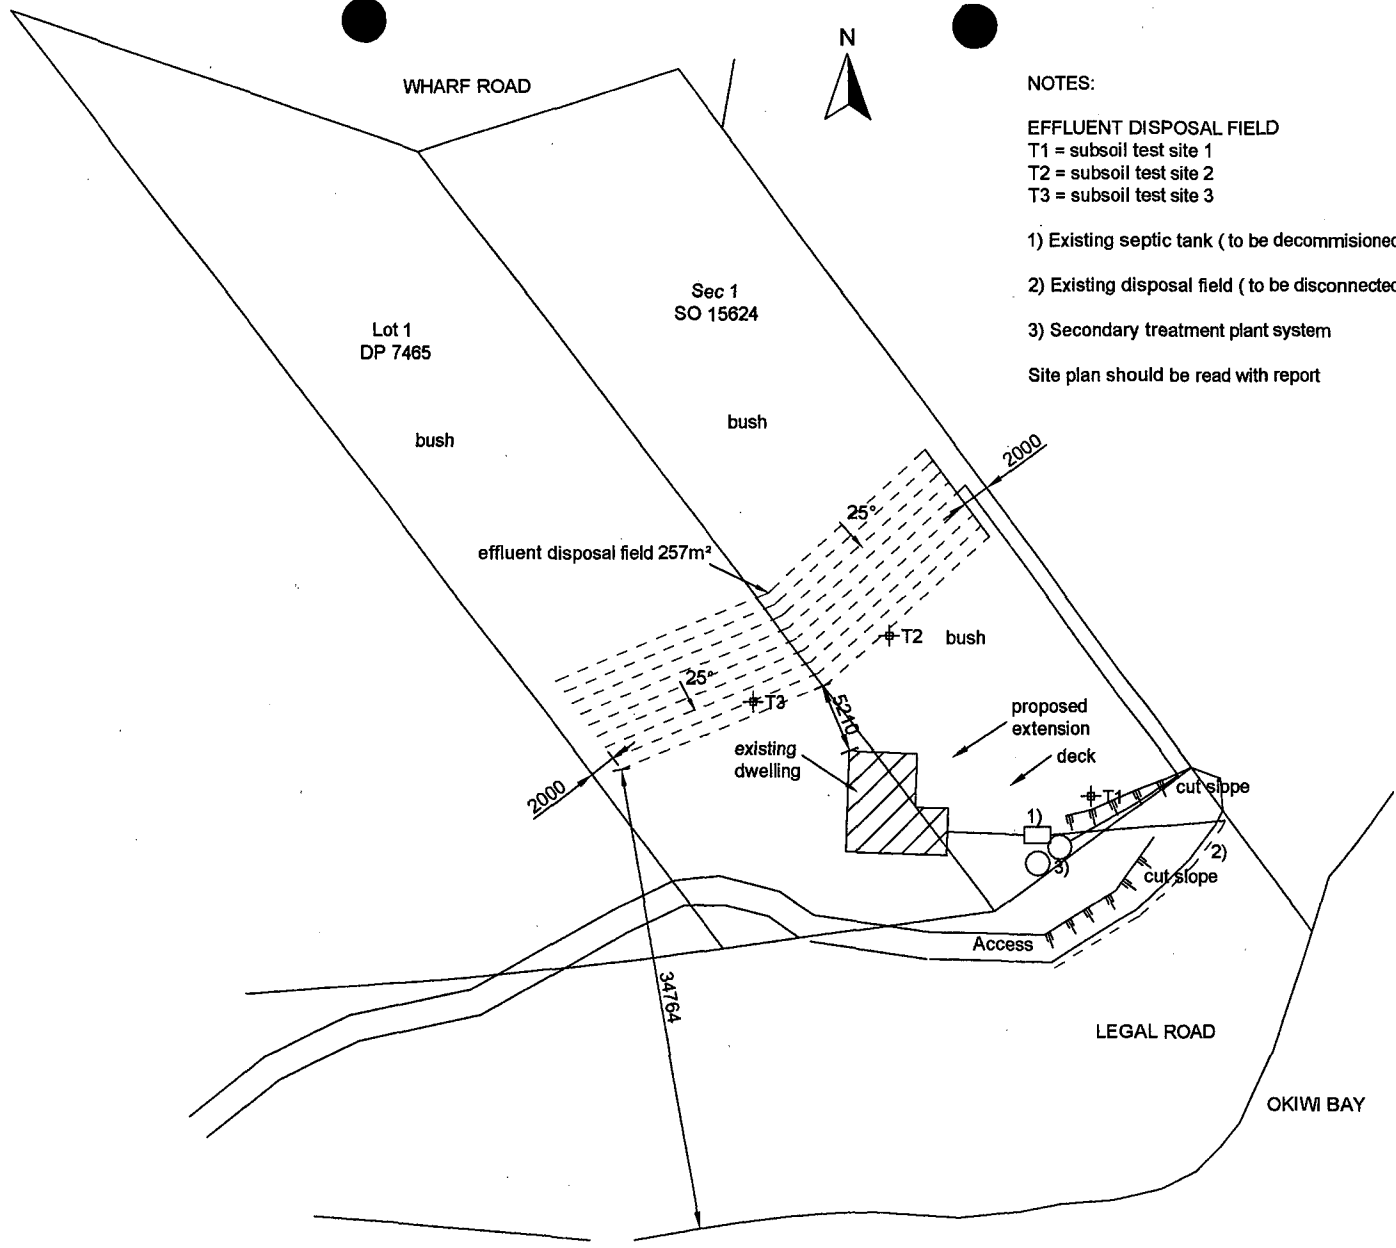 WHARF ROAD
N
NOTES:
EFFLUENT DISPOSAL FIELD
T1 = subsoil test site 1
T2 = subsoil test site 2
T3 = subsoil test site 3
1) Existing septic tank ( to be decommisioned
2) Existing disposal field ( to be disconnected
3) Secondary treatment plant system
Site plan should be read with report
Sec 1
SO 15624
Lot 1
DP 7465
bush
bush
2000
25°
effluent disposal field 257m²
T2
bush
25°
T3
5210
proposed
extension
existing
dwelling
deck
2000
T1
cut slope
1)
2)
3)
cut slope
Access
34764
LEGAL ROAD
OKIWI BAY